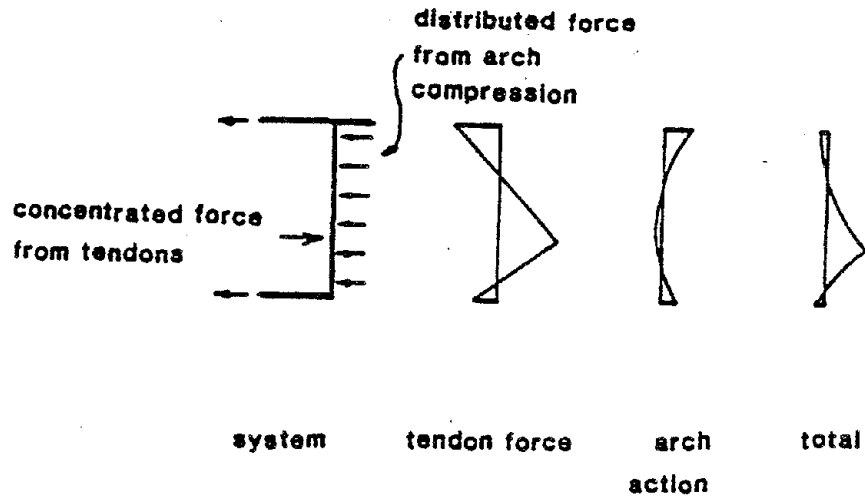 distributed force
from arch
compression
concentrated force
from tendons
system
tendon force
arch
action
total